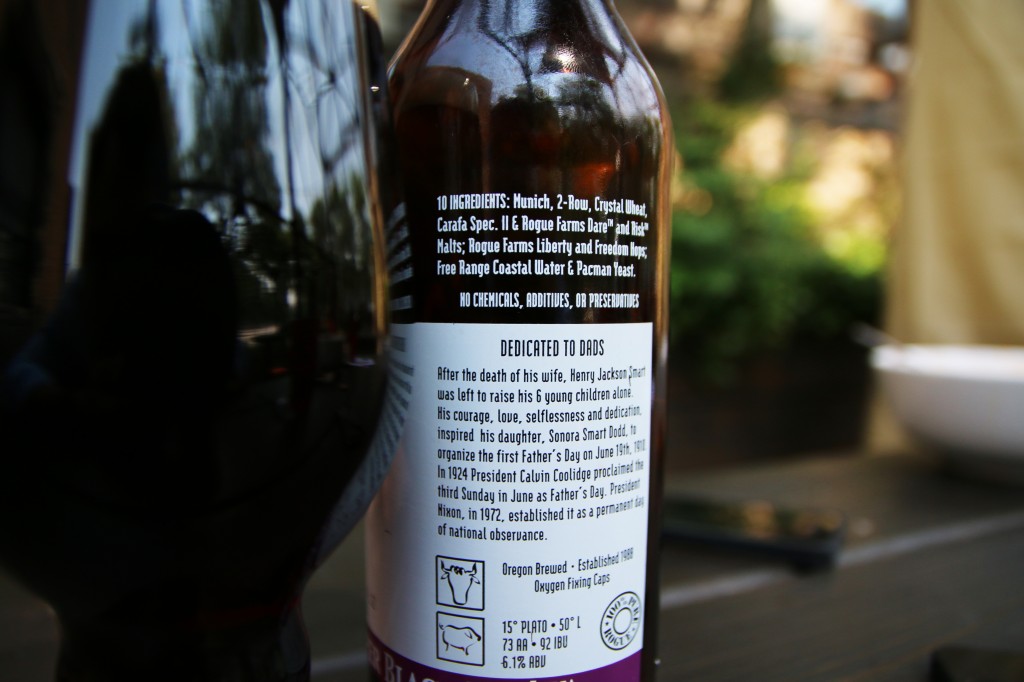 10 INGREDIENTS: Munich, 2-Row, Crystal Wheat,
Carafa Spec. II & Rogue Farms Dare™ and Risk™
Malts; Rogue Farms Liberty and Freedom Hops;
Free Range Coastal Water & Pacman Yeast.
NO CHEMICALS, ADDITIVES, OR PRESERVATIVES
DEDICATED TO DADS
After the death of his wife, Henry Jackson Smart
was left to raise his 6 young children alone.
His courage, love, selflessness and dedication,
inspired his daughter, Sonora Smart Dodd, to
organize the first Father's Day on June 19th, 1910.
In 1924 President Calvin Coolidge proclaimed the
third Sunday in June as Father's Day. President
Nixon, in 1972, established it as a permanent day
of national observance.
Oregon Brewed • Established 1988
Oxygen Fixing Caps
100% PURE
ROGUE
15° PLATO • 50° L
73 AA • 92 IBU
6.1% ABV